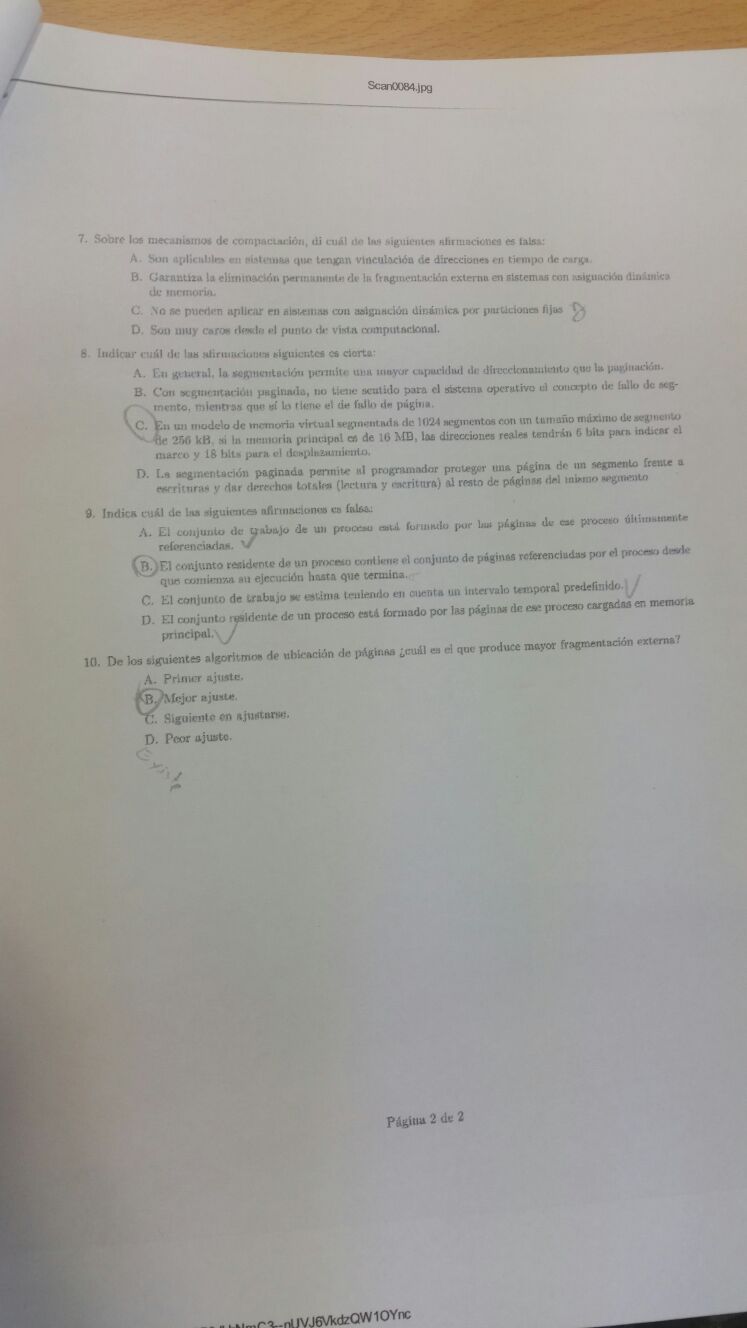 Scan0084.jpg
7. Sobre los mecanismos de compactación, di cuál de las siguientes afirmaciones es falsa:
A. Son aplicables en sistemas que tengan vinculación de direcciones en tiempo de carga.
B. Garantiza la eliminación permanente de la fragmentación externa en sistemas con asignación dinámica
de memoria.
C. No se pueden aplicar en sistemas con asignación dinámica por particiones fijas
D. Son muy caros desde el punto de vista computacional.
8. Indicar cuál de las afirmaciones siguientes es cierta:
A. En general, la segmentación permite una mayor capacidad de direccionamiento que la paginación.
B. Con segmentación paginada, no tiene sentido para el sistema operativo el concepto de fallo de seg-
mento, mientras que sí lo tiene el de fallo de página.
C. En un modelo de memoria virtual segmentada de 1024 segmentos con un tamaño máximo de segmento
de 256 kB, si la memoria principal es de 16 MB, las direcciones reales tendrán 6 bits para indicar el
marco y 18 bits para el desplazamiento.
D. La segmentación paginada permite al programador proteger una página de un segmento frente a
escrituras y dar derechos totales (lectura y escritura) al resto de páginas del mismo segmento
9. Indica cuál de las siguientes afirmaciones es falsa:
A. El conjunto de trabajo de un proceso está formado por las páginas de ese proceso últimamente
referenciadas.
B. El conjunto residente de un proceso contiene el conjunto de páginas referenciadas por el proceso desde
que comienza su ejecución hasta que termina.
C. El conjunto de trabajo se estima teniendo en cuenta un intervalo temporal predefinido.
D. El conjunto residente de un proceso está formado por las páginas de ese proceso cargadas en memoria
principal.
10. De los siguientes algoritmos de ubicación de páginas ¿cuál es el que produce mayor fragmentación externa?
A. Primer ajuste.
B. Mejor ajuste.
C. Siguiente en ajustarse.
D. Peor ajuste.
Página 2 de 2